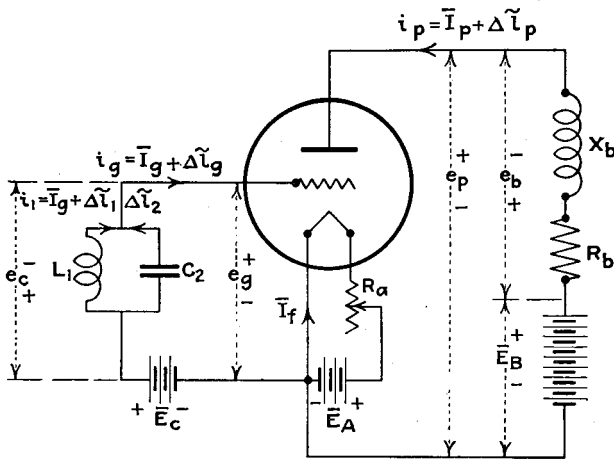 i_p = Ī_p + Δĩ_p
i_g = Ī_g + Δĩ_g
i_1 = Ī_g + Δĩ_1 Δĩ_2
X_b
e_p + -
e_b - +
e_c - +
e_g + -
L_1
C_2
R_a
R_b
Ī_f
Ē_B + -
+ Ē_c -
- Ē_A +